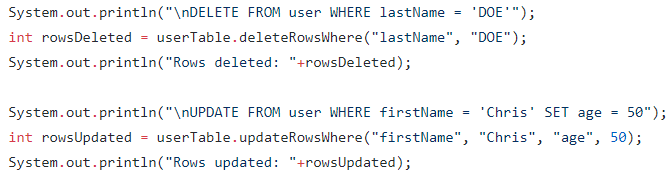 System.out.println("\nDELETE FROM user WHERE lastName = 'DOE'");
int rowsDeleted = userTable.deleteRowsWhere("lastName", "DOE");
System.out.println("Rows deleted: "+rowsDeleted);
System.out.println("\nUPDATE FROM user WHERE firstName = 'Chris' SET age = 50");
int rowsUpdated = userTable.updateRowsWhere("firstName", "Chris", "age", 50);
System.out.println("Rows updated: "+rowsUpdated);